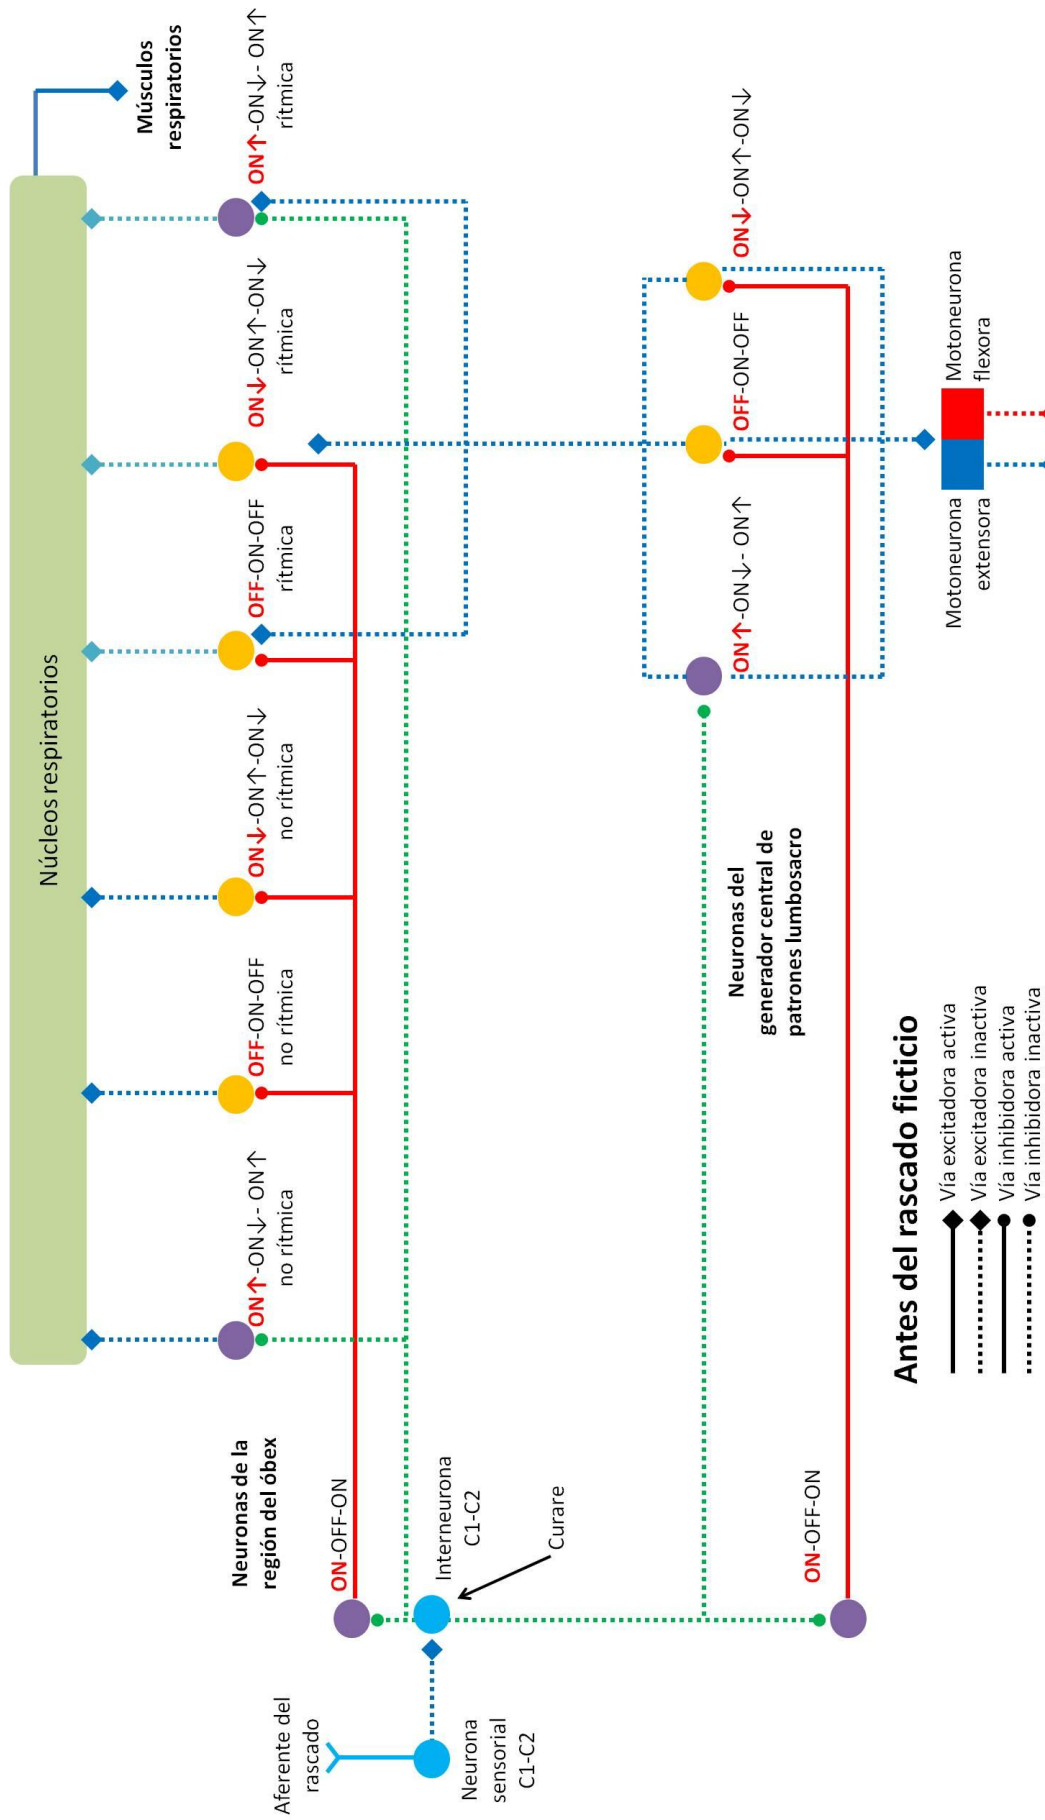 Núcleos respiratorios
Músculos
respiratorios
Neuronas de la
región del óbex
ON↑-ON↓- ON↑
no rítmica
OFF-ON-OFF
no rítmica
ON↓-ON↑-ON↓
no rítmica
OFF-ON-OFF
rítmica
ON↓-ON↑-ON↓
rítmica
ON↑-ON↓- ON↑
rítmica
Aferente del
rascado
ON-OFF-ON
Neurona
sensorial
C1-C2
Interneurona
C1-C2
Curare
ON↑-ON↓- ON↑
OFF-ON-OFF
ON↓-ON↑-ON↓
Neuronas del
generador central de
patrones lumbosacro
ON-OFF-ON
Motoneurona
extensora
Motoneurona
flexora
Antes del rascado ficticio
Vía excitadora activa
Vía excitadora inactiva
Vía inhibidora activa
Vía inhibidora inactiva